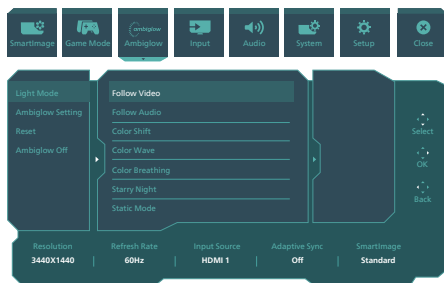 SmartImage
Game Mode
ambiglow
Ambiglow
Input
Audio
System
Setup
Close
Light Mode
Ambiglow Setting
Reset
Ambiglow Off
Follow Video
Follow Audio
Color Shift
Color Wave
Color Breathing
Starry Night
Static Mode
Select
OK
Back
Resolution
3440X1440
Refresh Rate
60Hz
Input Source
HDMI 1
Adaptive Sync
Off
SmartImage
Standard